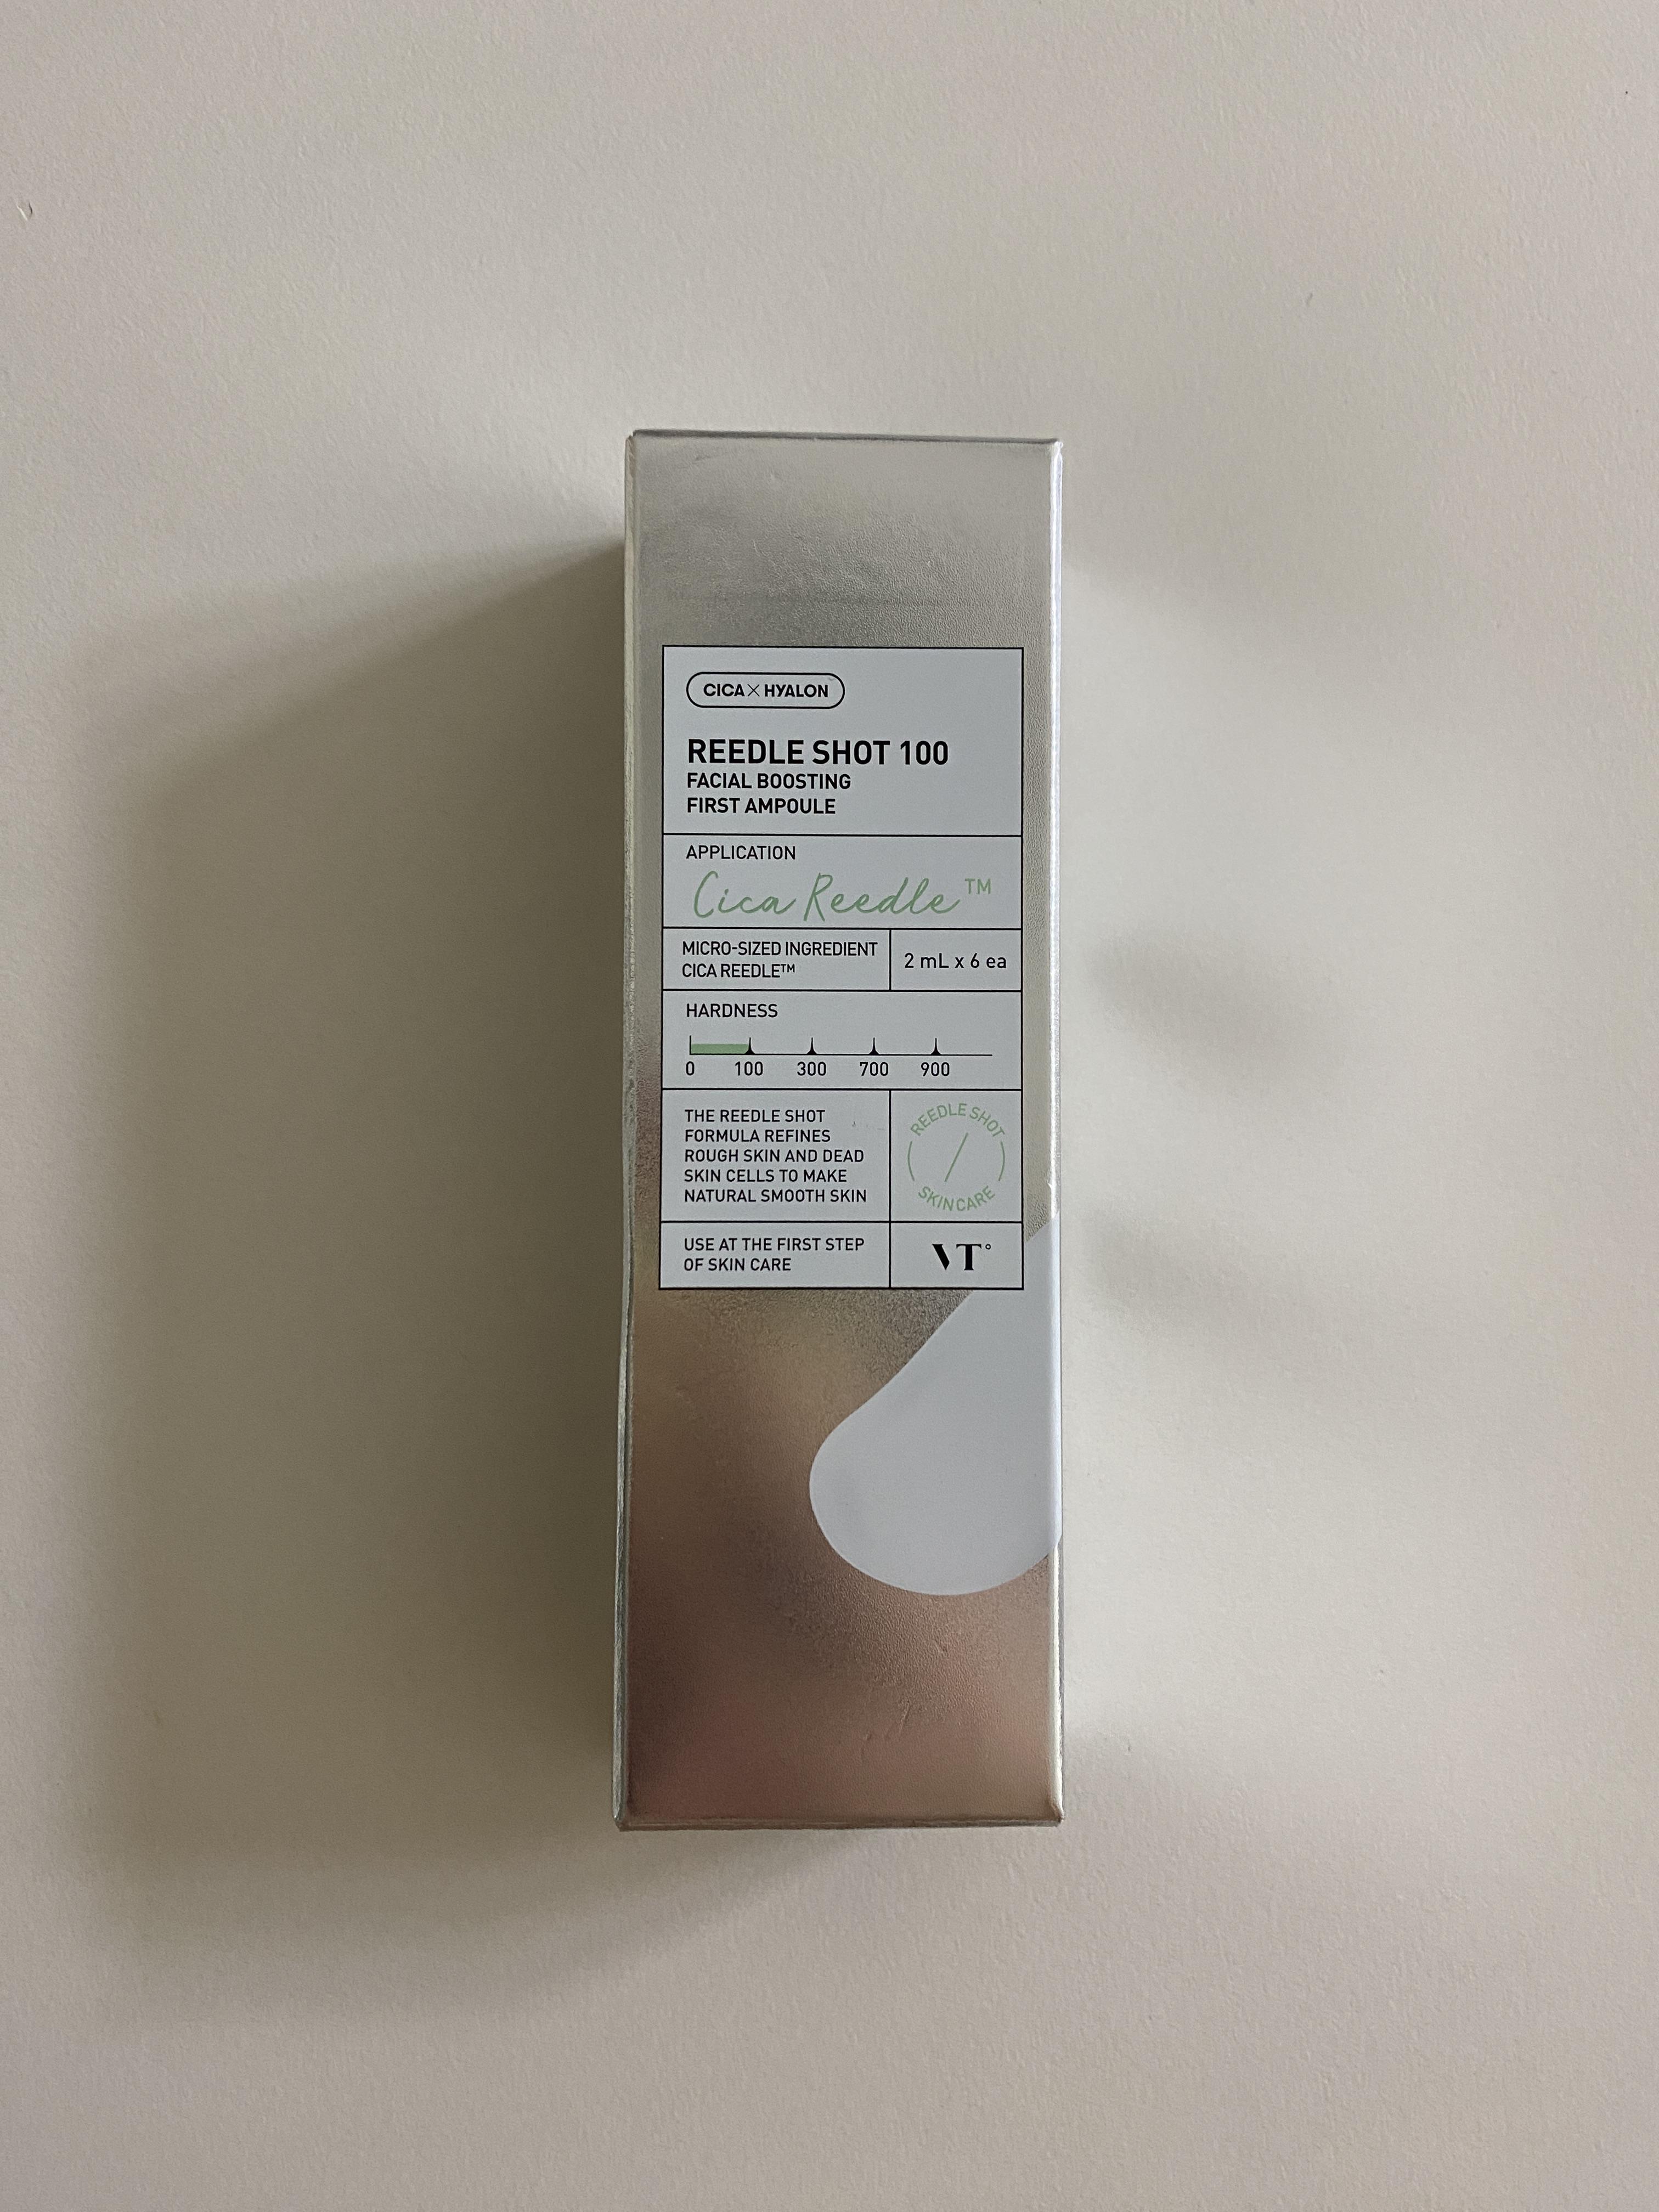 CICA×HYALON
REEDLE SHOT 100
FACIAL BOOSTING
FIRST AMPOULE
APPLICATION
Cica Reedle™
MICRO-SIZED INGREDIENT
CICA REEDLE™
2 mL x 6 ea
HARDNESS
0 100 300 700 900
THE REEDLE SHOT
FORMULA REFINES
ROUGH SKIN AND DEAD
SKIN CELLS TO MAKE
NATURAL SMOOTH SKIN
REEDLE SHOT
SKINCARE
USE AT THE FIRST STEP
OF SKIN CARE
VT°